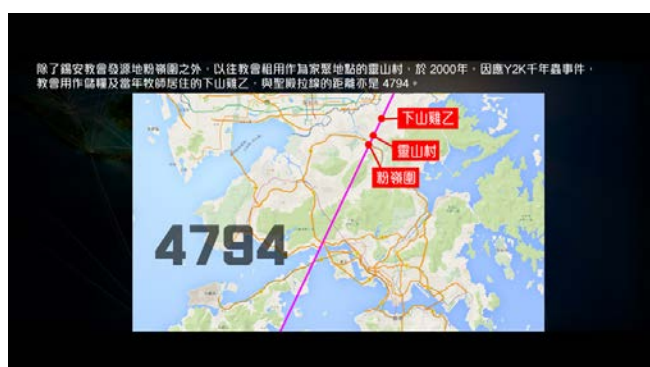 除了錫安教會發源地粉嶺圍之外，以往教會租用作為家聚地點的靈山村，於 2000年，因應Y2K千年蟲事件，
教會用作儲糧及當年牧師居住的下山雞乙，與聖殿拉線的距離亦是 4794。
下山雞乙
靈山村
粉嶺圍
4794